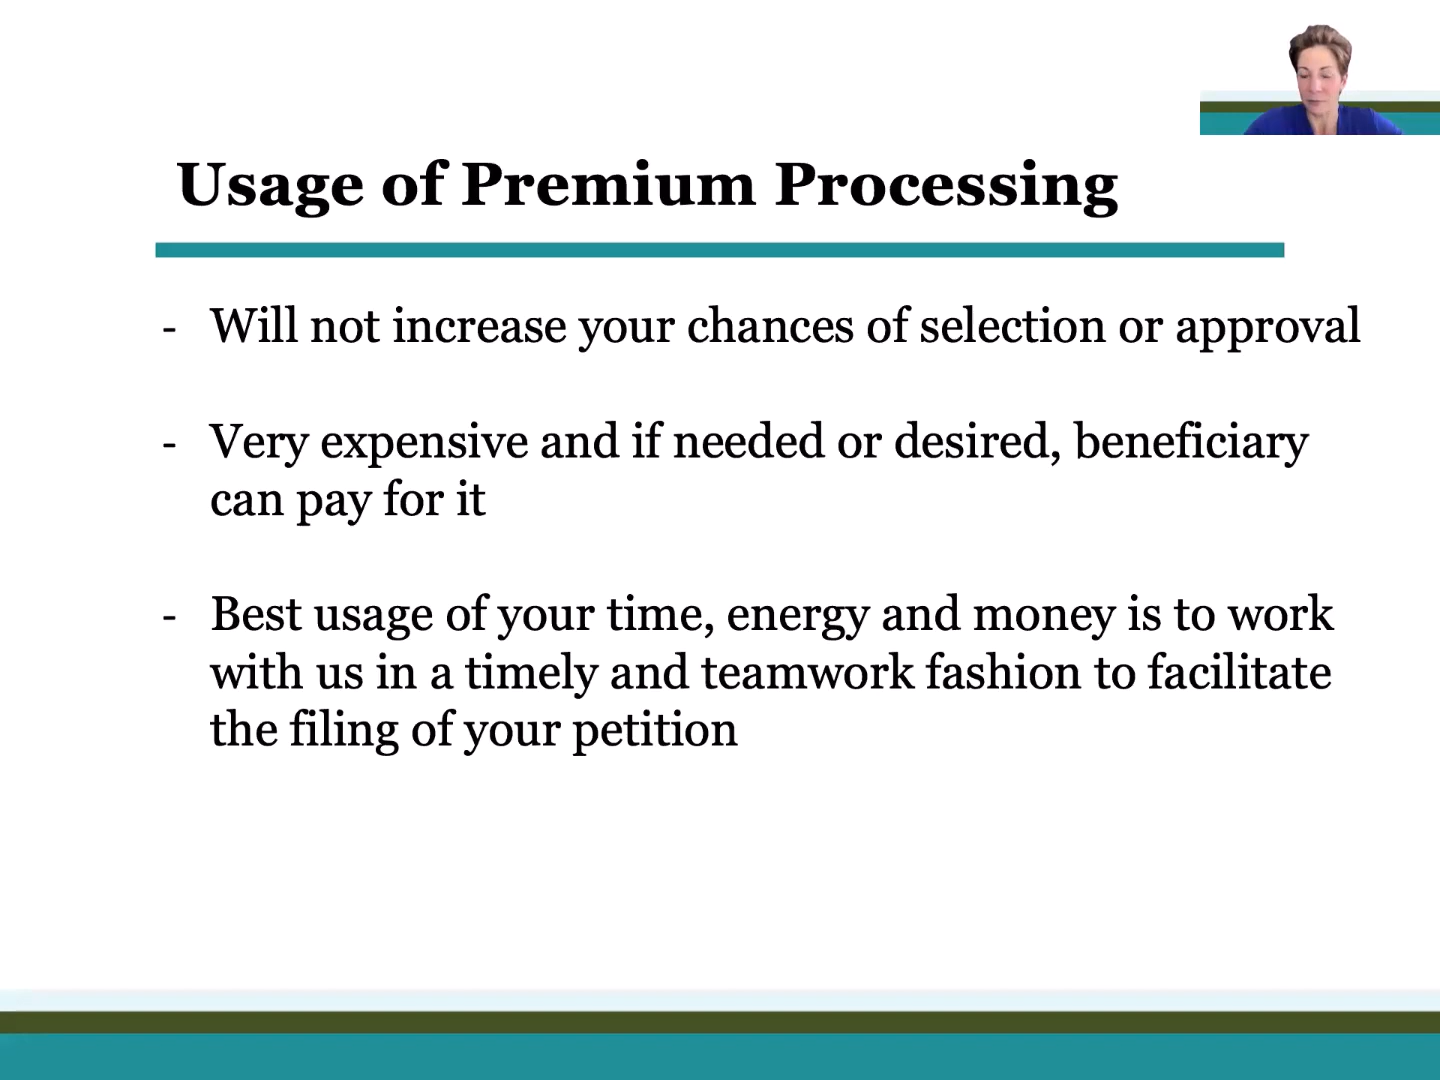 Usage of Premium Processing
- Will not increase your chances of selection or approval
- Very expensive and if needed or desired, beneficiary
can pay for it
- Best usage of your time, energy and money is to work
with us in a timely and teamwork fashion to facilitate
the filing of your petition